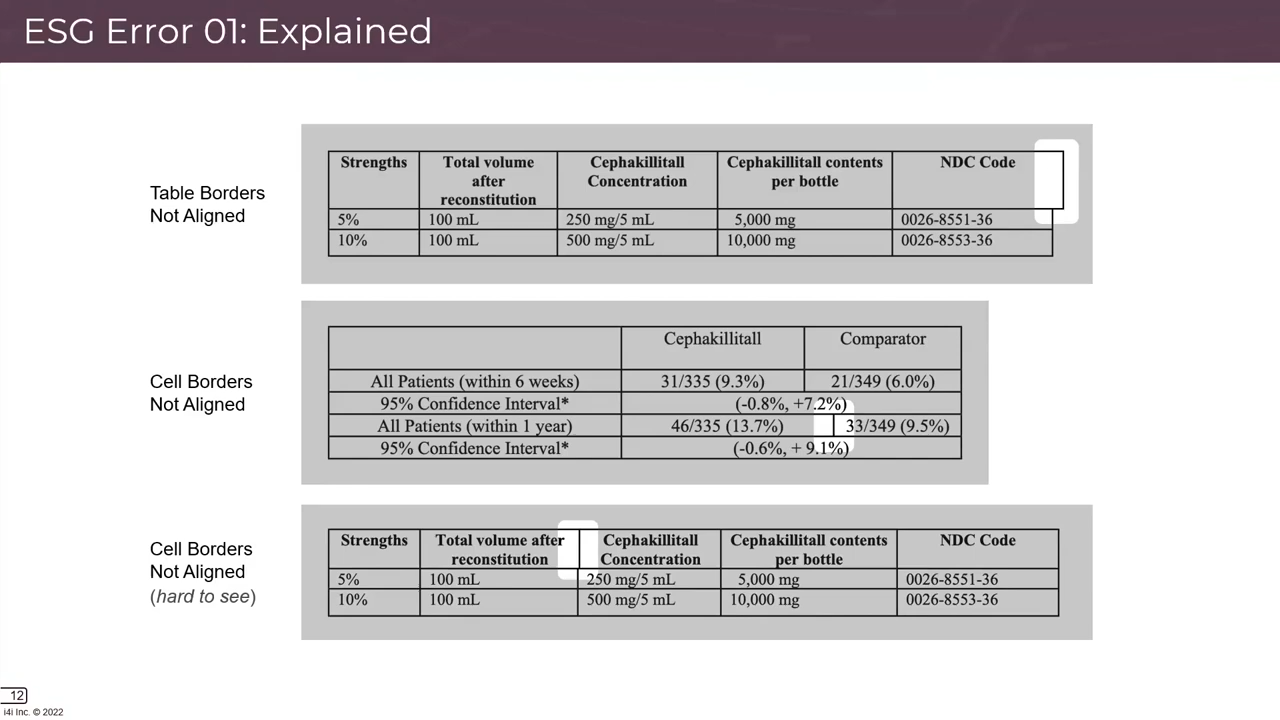 ESG Error 01: Explained
Table Borders
Not Aligned
Strengths Total volume Cephakillitall Cephakillitall contents NDC Code
after Concentration per bottle
reconstitution
5% 100 mL 250 mg/5 mL 5,000 mg 0026-8551-36
10% 100 mL 500 mg/5 mL 10,000 mg 0026-8553-36
Cell Borders
Not Aligned
Cephakillitall Comparator
All Patients (within 6 weeks) 31/335 (9.3%) 21/349 (6.0%)
95% Confidence Interval* (-0.8%, +7.2%)
All Patients (within 1 year) 46/335 (13.7%) 33/349 (9.5%)
95% Confidence Interval* (-0.6%, + 9.1%)
Cell Borders
Not Aligned
(hard to see)
Strengths Total volume after Cephakillitall Cephakillitall contents NDC Code
reconstitution Concentration per bottle
5% 100 mL 250 mg/5 mL 5,000 mg 0026-8551-36
10% 100 mL 500 mg/5 mL 10,000 mg 0026-8553-36
12
i4i Inc. © 2022